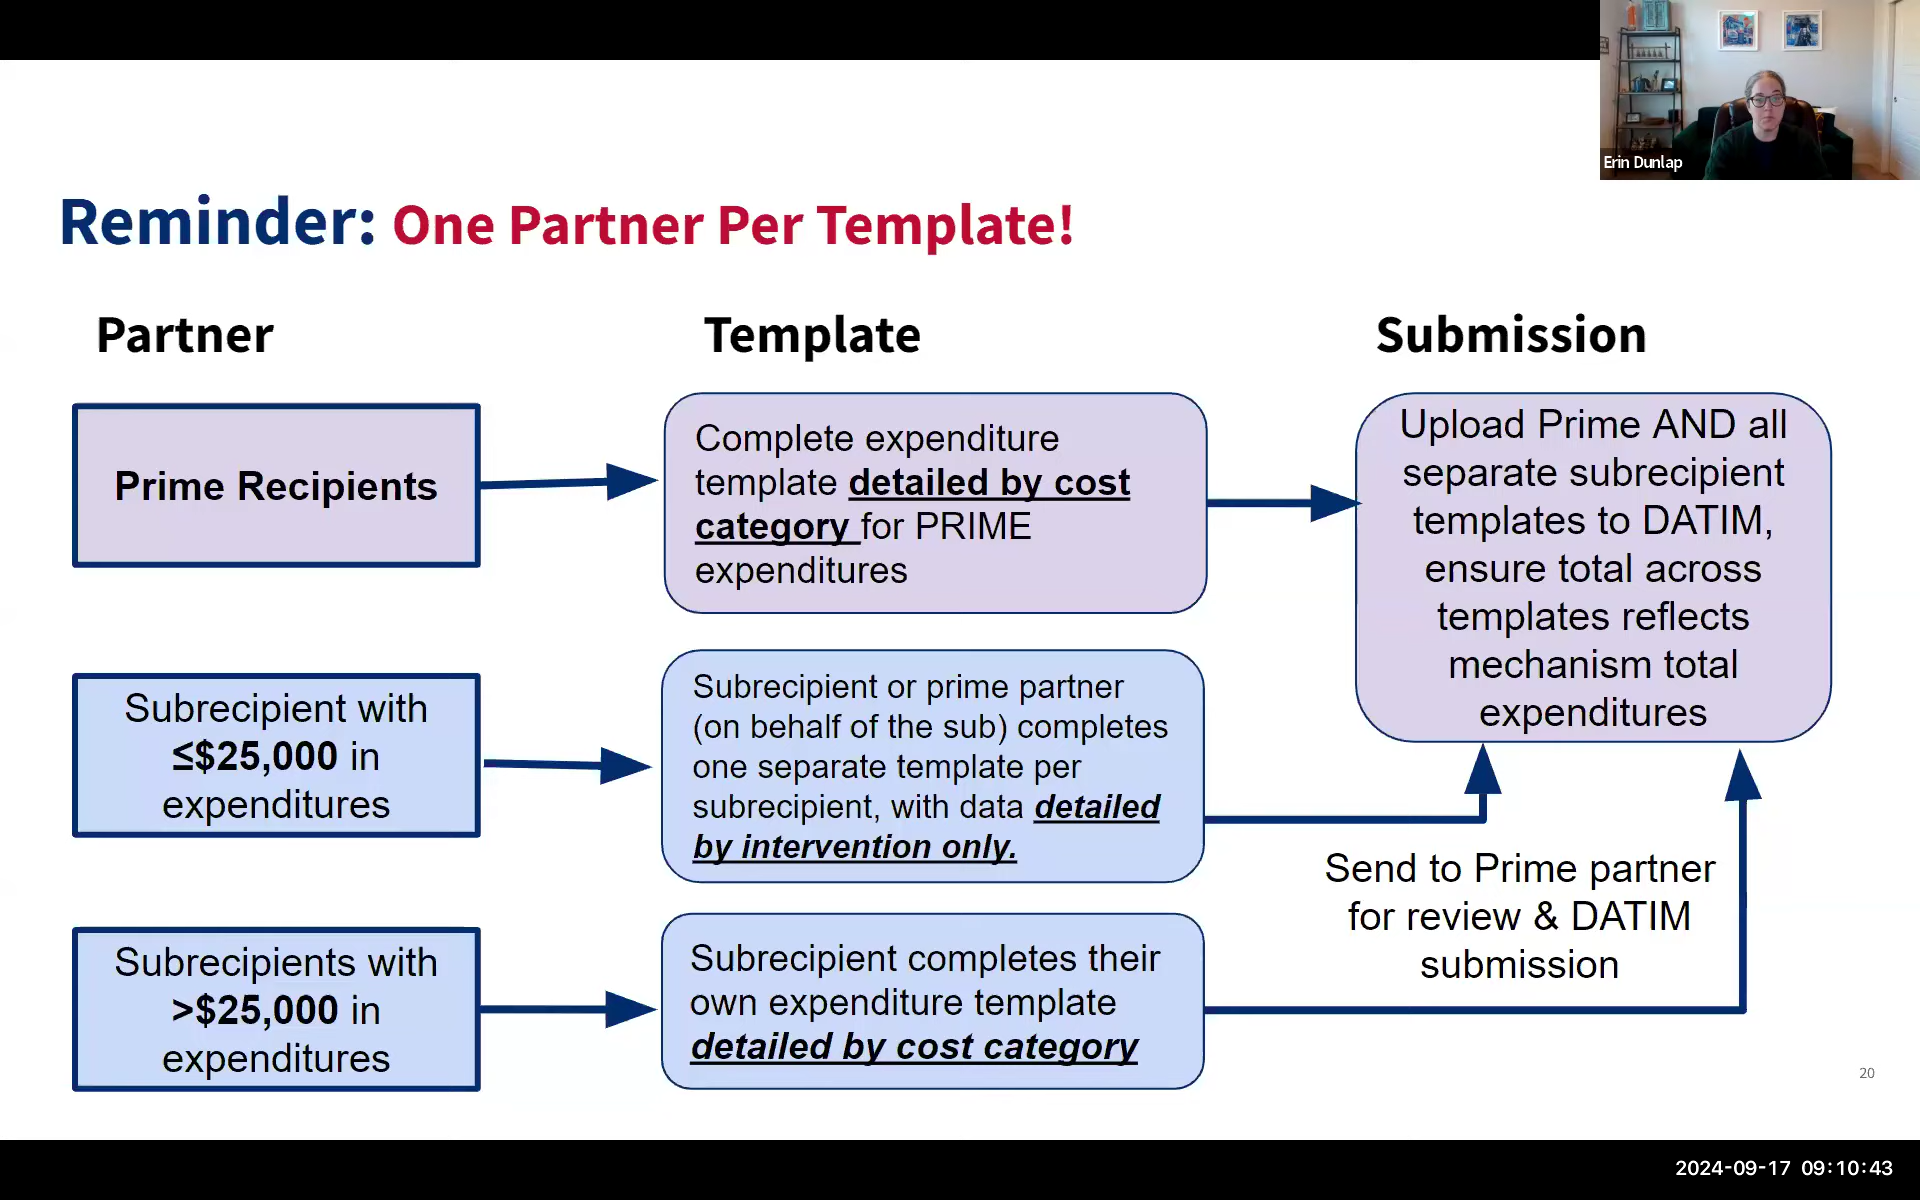 Erin Dunlap
Reminder: One Partner Per Template!
Partner
Template
Submission
Prime Recipients
Complete expenditure
template detailed by cost
category for PRIME
expenditures
Upload Prime AND all
separate subrecipient
templates to DATIM,
ensure total across
templates reflects
mechanism total
expenditures
Subrecipient with
≤$25,000 in
expenditures
Subrecipient or prime partner
(on behalf of the sub) completes
one separate template per
subrecipient, with data detailed
by intervention only.
Send to Prime partner
for review & DATIM
submission
Subrecipients with
>$25,000 in
expenditures
Subrecipient completes their
own expenditure template
detailed by cost category
20
2024-09-17 09:10:43